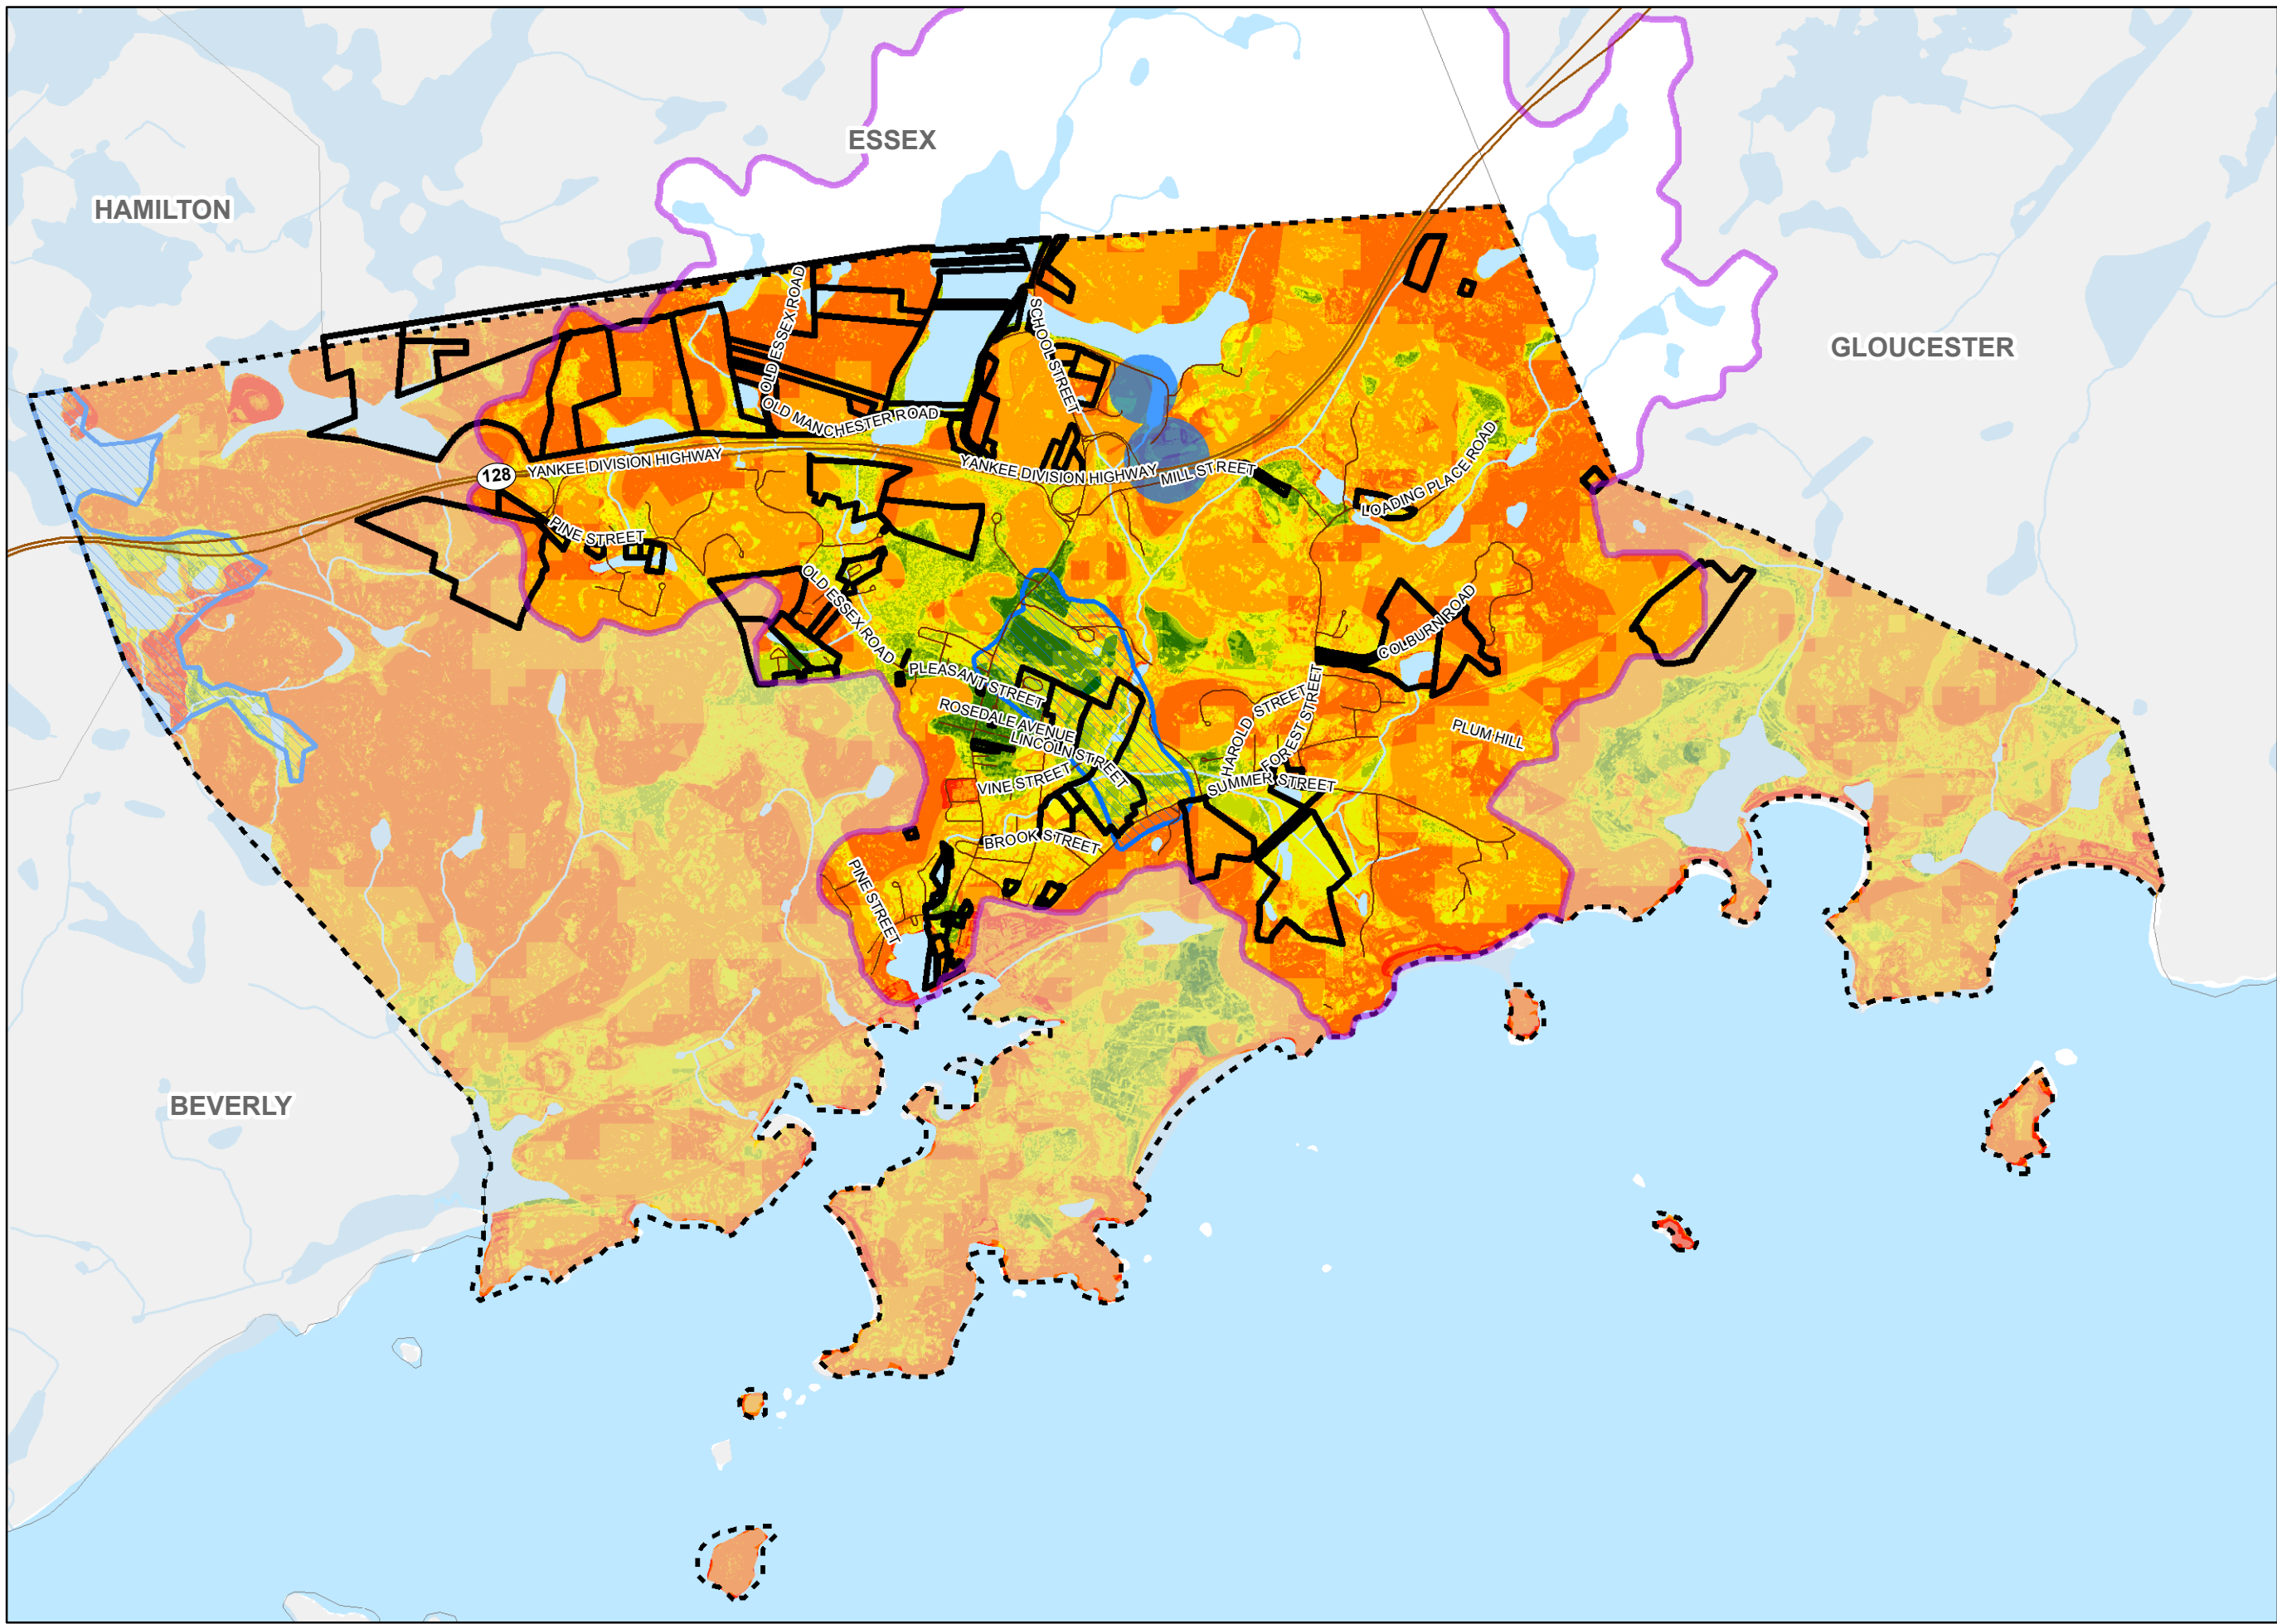 ESSEX
HAMILTON
GLOUCESTER
OLD ESSEX ROAD
SCHOOL STREET
OLD MANCHESTER ROAD
128
YANKEE DIVISION HIGHWAY
YANKEE DIVISION HIGHWAY
MILL STREET
LOADING PLACE ROAD
PINE STREET
OLD ESSEX ROAD
COLBURN ROAD
PLEASANT STREET
ROSEDALE AVENUE
LINCOLN STREET
HAROLD STREET
FOREST STREET
PLUM HILL
VINE STREET
SUMMER STREET
BROOK STREET
PINE STREET
BEVERLY